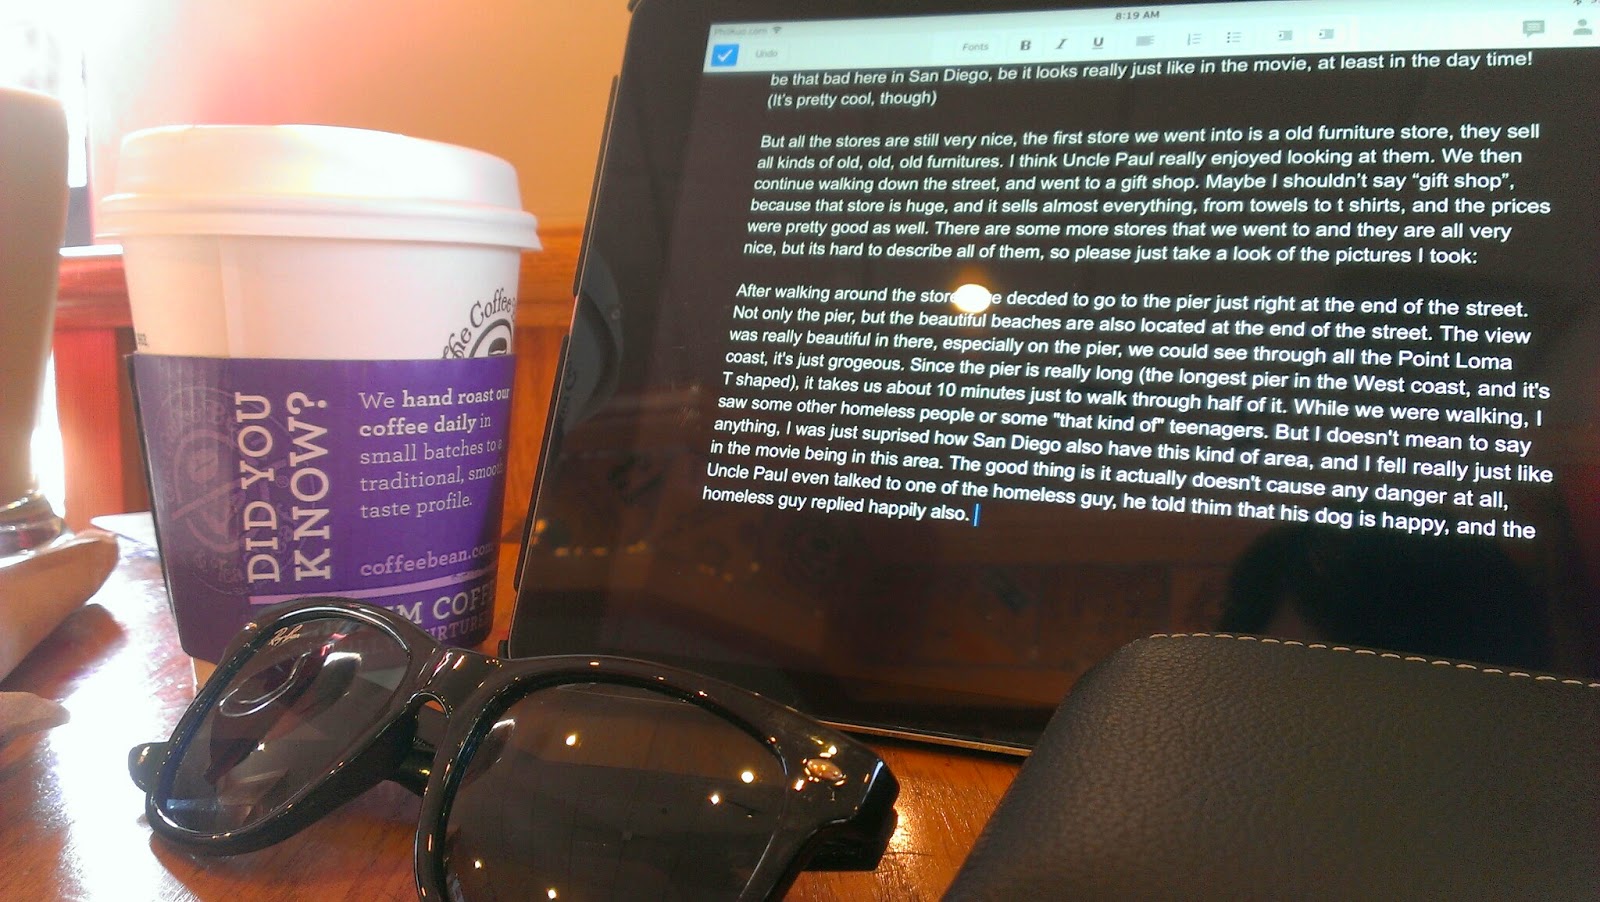 8:19 AM
Undo
Fonts
B I U
be that bad here in San Diego, be it looks really just like in the movie, at least in the day time!
(It's pretty cool, though)
But all the stores are still very nice, the first store we went into is a old furniture store, they sell
all kinds of old, old, old furnitures. I think Uncle Paul really enjoyed looking at them. We then
continue walking down the street, and went to a gift shop. Maybe I shouldn't say “gift shop”,
because that store is huge, and it sells almost everything, from towels to t shirts, and the prices
were pretty good as well. There are some more stores that we went to and they are all very
nice, but its hard to describe all of them, so please just take a look of the pictures I took:
After walking around the decded to go to the pier just right at the end of the street.
Not only the pier, but the beautiful beaches are also located at the end of the street. The view
was really beautiful in there, especially on the pier, we could see through all the Point Loma
coast, it's just grogeous. Since the pier is really long (the longest pier in the West coast, and it's
T shaped), it takes us about 10 minutes just to walk through half of it. While we were walking, I
saw some other homeless people or some "that kind of" teenagers. But I doesn't mean to say
anything, I was just suprised how San Diego also have this kind of area, and I fell really just like
in the movie being in this area. The good thing is it actually doesn't cause any danger at all,
Uncle Paul even talked to one of the homeless guy, he told thim that his dog is happy, and the
homeless guy replied happily also.
The Coffee
DID YOU
KNOW?
We hand roast our
coffee daily in
small batches to a
traditional, smoo
taste profile.
coffeebean.com
Ray-Ban